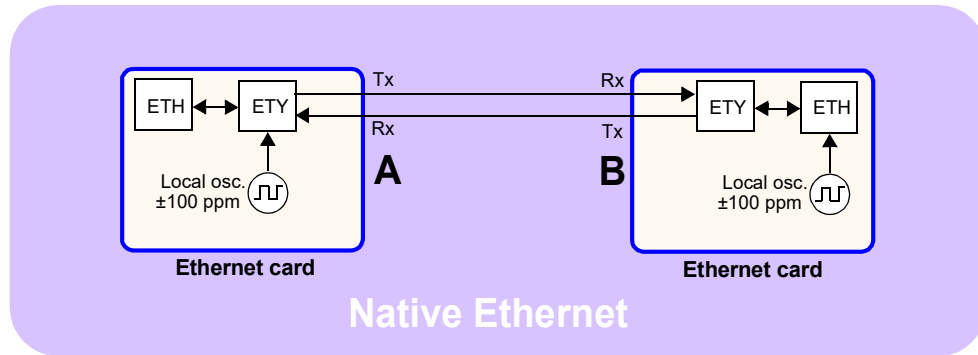 Tx Rx
ETH ETY ETY ETH
Rx Tx
A B
Local osc. Local osc.
±100 ppm ±100 ppm
Ethernet card Ethernet card
Native Ethernet